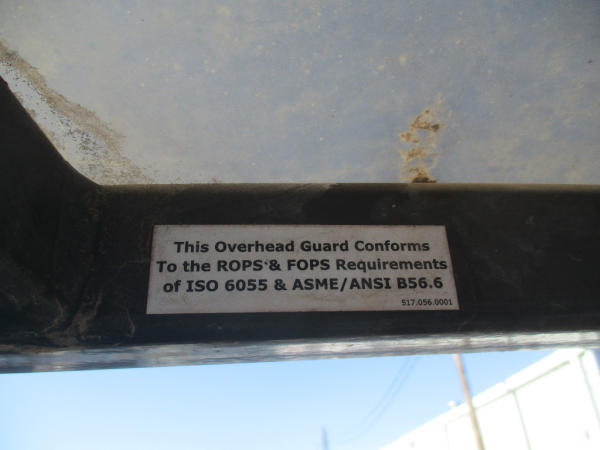 This Overhead Guard Conforms
To the ROPS & FOPS Requirements
of ISO 6055 & ASME/ANSI B56.6
517.056.0001